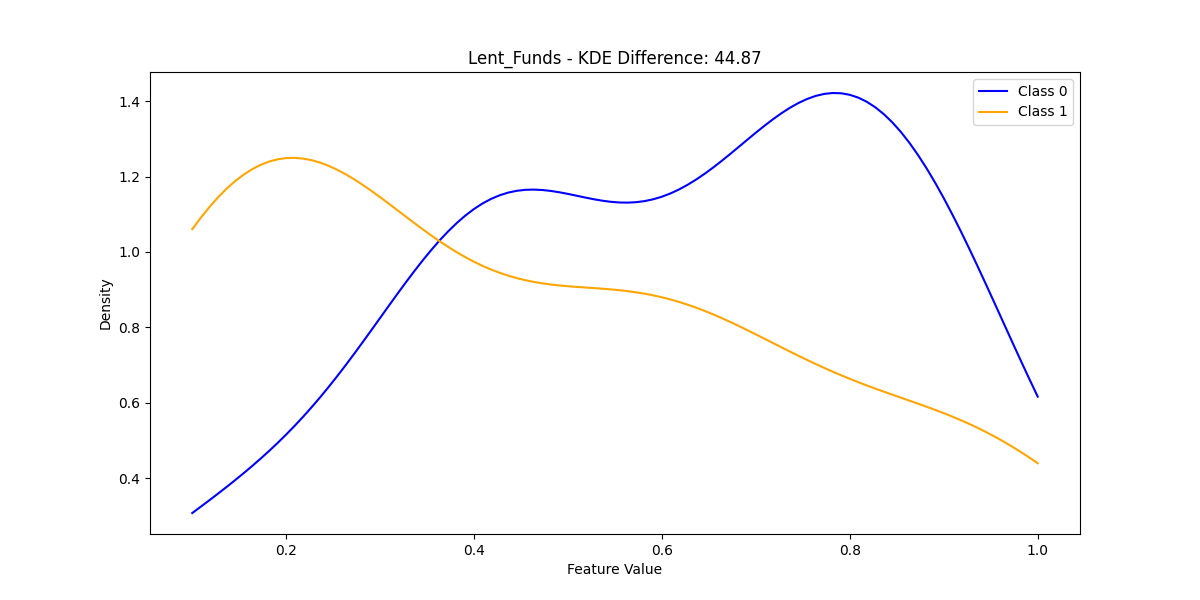 Lent_Funds - KDE Difference: 44.87
Class 0
Class 1
1.4
1.2
1.0
0.8
0.6
0.4
Density
0.2 0.4 0.6 0.8 1.0
Feature Value